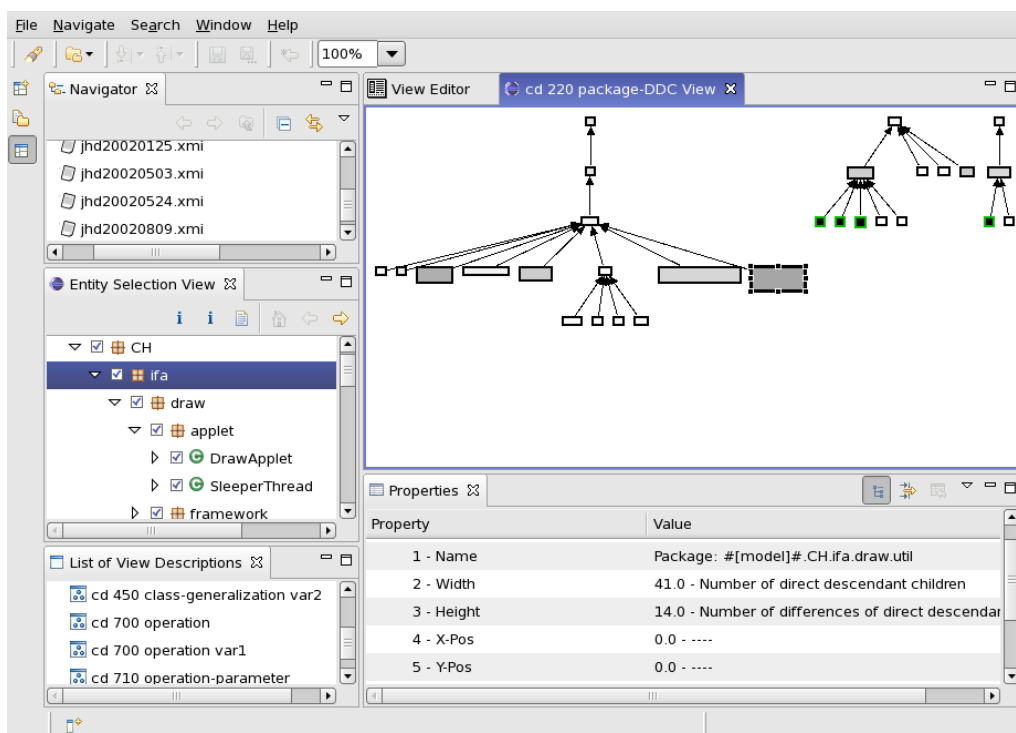 File Navigate Search Window Help
100%
Navigator
jhd20020125.xmi
jhd20020503.xmi
jhd20020524.xmi
jhd20020809.xmi
Entity Selection View
CH
ifa
draw
applet
DrawApplet
SleeperThread
framework
List of View Descriptions
cd 450 class-generalization var2
cd 700 operation
cd 700 operation var1
cd 710 operation-parameter
View Editor
cd 220 package-DDC View
Properties
Property Value
1 - Name Package: #[model]#.CH.ifa.draw.util
2 - Width 41.0 - Number of direct descendant children
3 - Height 14.0 - Number of differences of direct descendar
4 - X-Pos 0.0 - ----
5 - Y-Pos 0.0 - ----